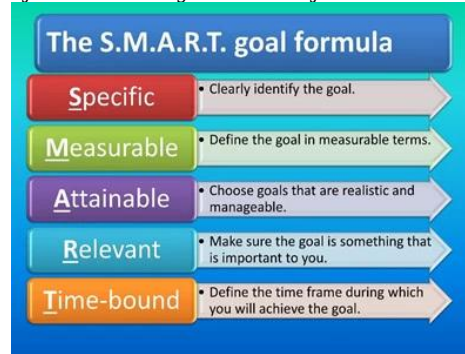 The S.M.A.R.T. goal formula
Specific
• Clearly identify the goal.
Measurable
• Define the goal in measurable terms.
Attainable
• Choose goals that are realistic and
manageable.
Relevant
• Make sure the goal is something that
is important to you.
Time-bound
• Define the time frame during which
you will achieve the goal.